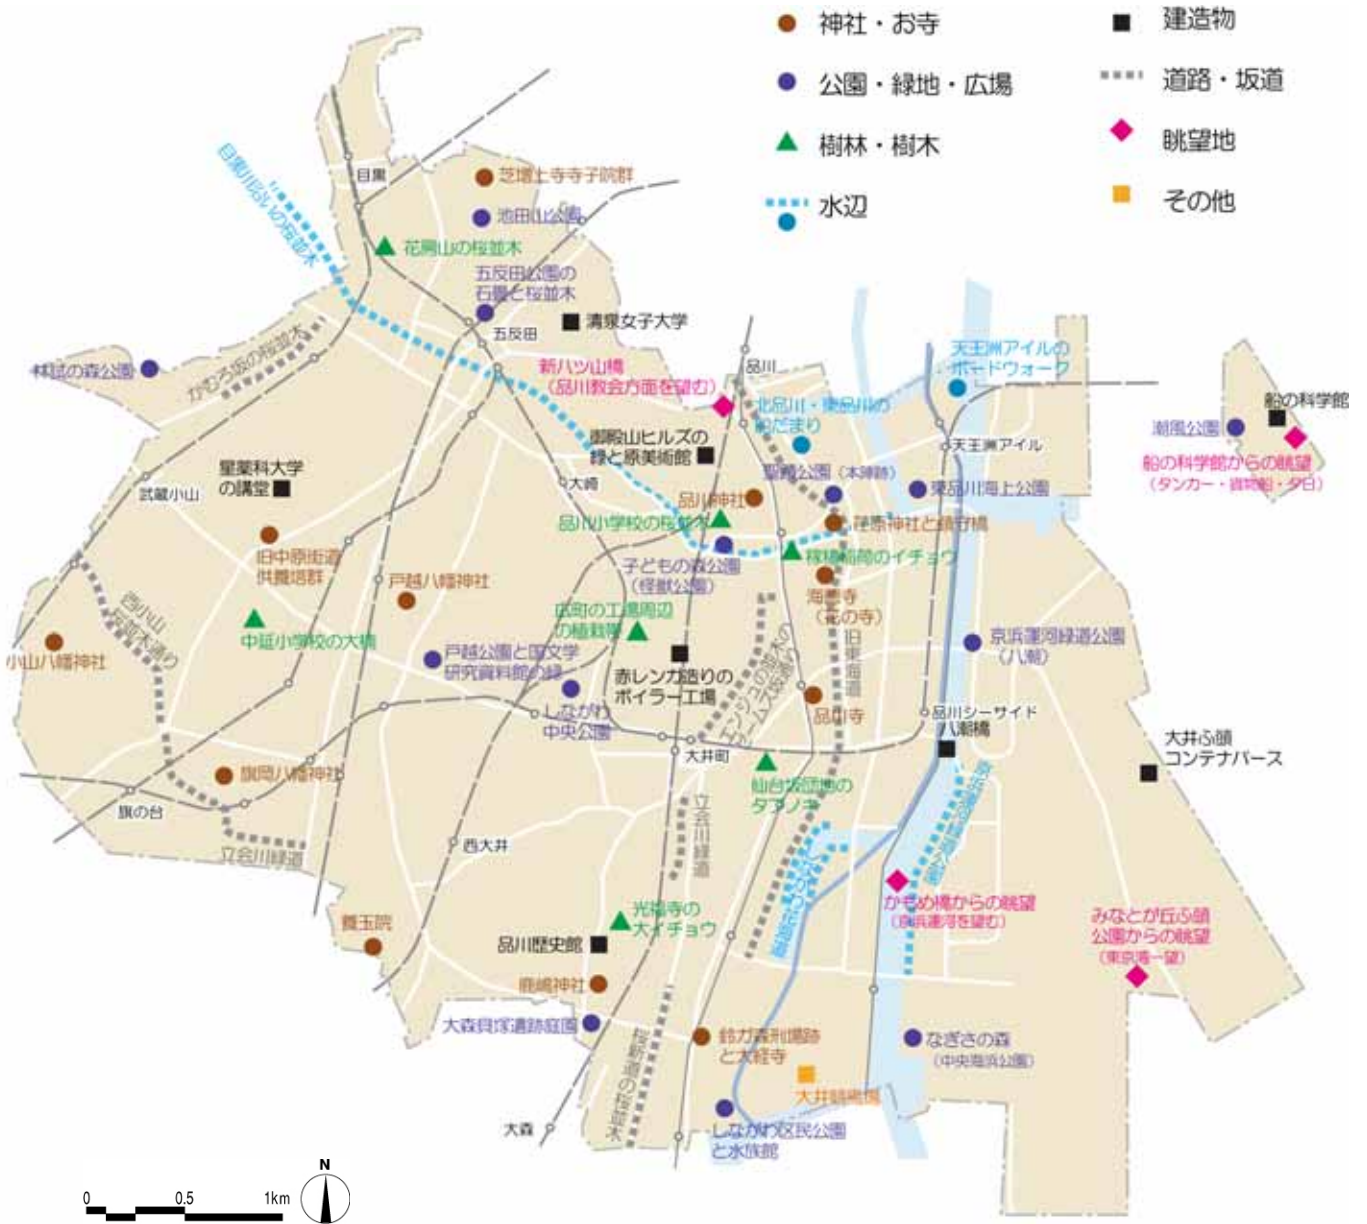 神社・お寺
公園・緑地・広場
樹林・樹木
水辺
建造物
道路・坂道
眺望地
その他
目黒川沿いの桜並木
目黒
芝増上寺寺子院群
池田山公園
花房山の桜並木
五反田公園の
石畳と桜並木
五反田
清泉女子大学
かむろ坂の桜並木
林試の森公園
新八ツ山橋
(品川教会方面を望む)
品川
北品川・東品川の
船だまり
天王洲アイルの
ボードウォーク
天王洲アイル
船の科学館
潮風公園
船の科学館からの眺望
(タンカー・貨物船・夕日)
御殿山ヒルズの
緑と原美術館
聖蹟公園(本陣跡)
東品川海上公園
星薬科大学
の講堂
武蔵小山
大崎
品川神社
品川小学校の桜並木
荏原神社と鎮守橋
子どもの森公園
(怪獣公園)
旧中原街道
供養塔群
戸越八幡神社
海
寺
広町の工場周辺
の植栽帯
旧東海道
西小山
小山八幡神社
戸越公園と国文学
研究資料館の緑
赤レンガ造りの
ボイラー工場
京浜運河緑道公園
(八潮)
しながわ
中央公園
品川寺
品川シーサイド
八潮橋
大井町
大井ふ頭
コンテナバース
仙台坂団地の
タブノキ
旗岡八幡神社
旗の台
立会川緑道
西大井
立会川緑道
かもめ橋からの眺望
(京浜運河を望む)
みなとが丘ふ頭
公園からの眺望
(東京湾一望)
養玉院
光福寺の
大イチョウ
品川歴史館
鹿嶋神社
大森貝塚遺跡庭園
鈴ガ森刑場跡
と大経寺
なぎさの森
(中央海浜公園)
大井競馬場
しながわ区民公園
と水族館
大森
0 0.5 1km
N